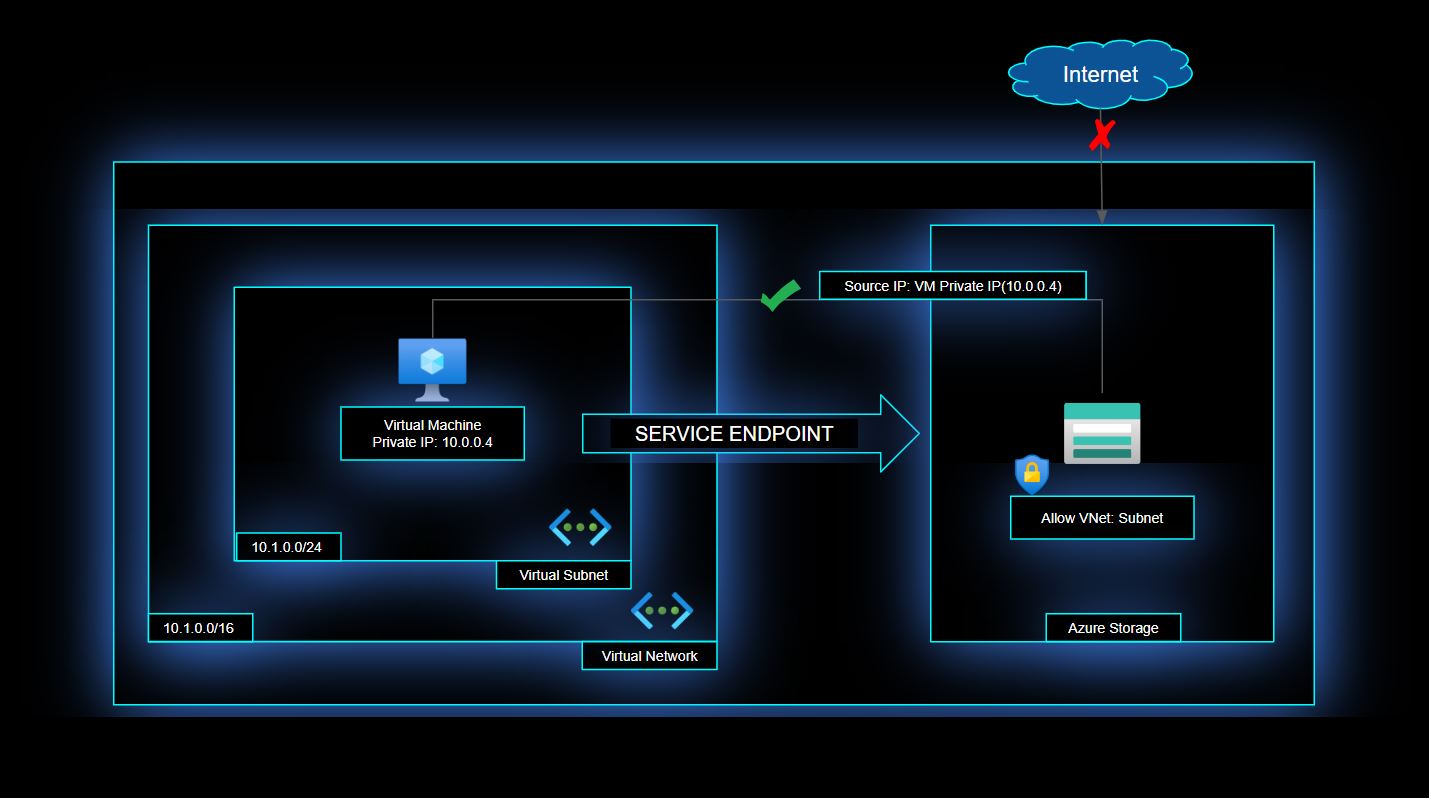 Internet
Source IP: VM Private IP(10.0.0.4)
Virtual Machine
Private IP: 10.0.0.4
SERVICE ENDPOINT
Allow VNet: Subnet
10.1.0.0/24
Virtual Subnet
10.1.0.0/16
Azure Storage
Virtual Network